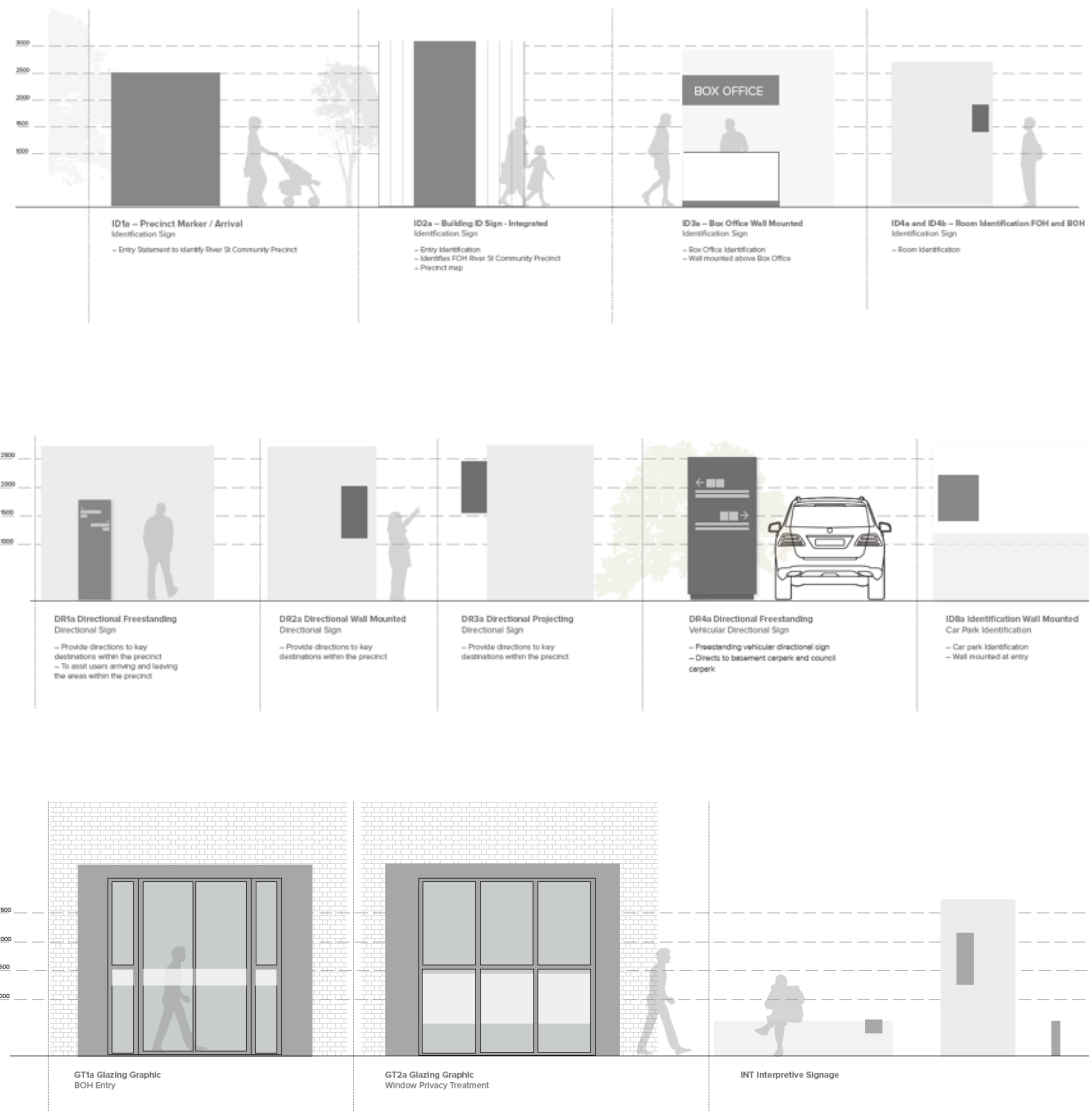 3000
2500
2000
1500
1000
BOX OFFICE
ID1a – Precinct Marker / Arrival
Identification Sign
– Entry Statement to identify River St Community Precinct
ID2a – Building ID Sign - Integrated
Identification Sign
– Entry Identification
– Identifies FOH River St Community Precinct
– Precinct map
ID3a – Box Office Wall Mounted
Identification Sign
– Box Office Identification
– Wall mounted above Box Office
ID4a and ID4b – Room Identification FOH and BOH
Identification Sign
– Room Identification
2500
2000
1500
1000
DR1a Directional Freestanding
Directional Sign
– Provide directions to key
destinations within the precinct
– To assit users arriving and leaving
the areas within the precinct
DR2a Directional Wall Mounted
Directional Sign
– Provide directions to key
destinations within the precinct
DR3a Directional Projecting
Directional Sign
– Provide directions to key
destinations within the precinct
DR4a Directional Freestanding
Vehicular Directional Sign
– Freestanding vehicular directional sign
– Directs to basement carpark and council
carpark
ID8a Identification Wall Mounted
Car Park Identification
– Car park Identification
– Wall mounted at entry
500
000
500
000
GT1a Glazing Graphic
BOH Entry
GT2a Glazing Graphic
Window Privacy Treatment
INT Interpretive Signage